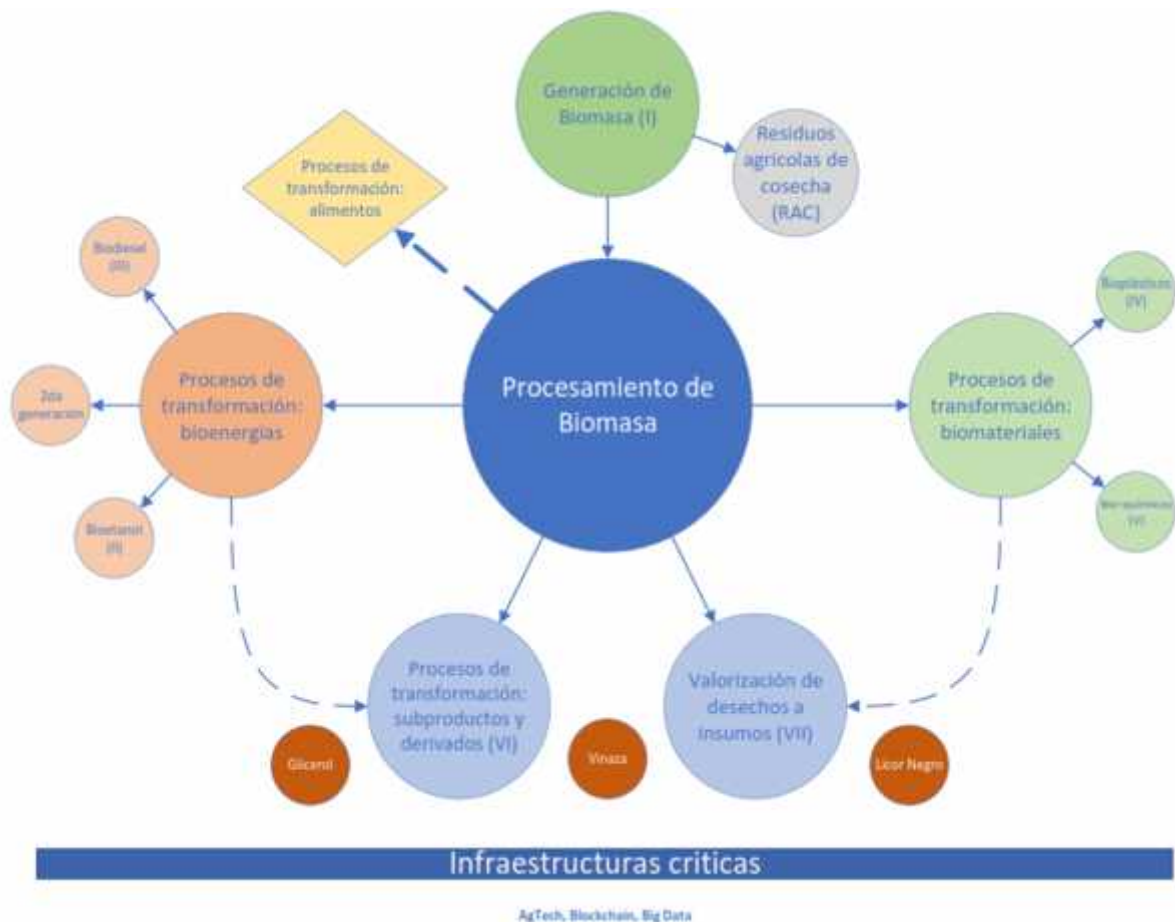 Generación de
Biomasa (I)
Residuos
agrícolas de
cosecha
(RAC)
Procesos de
transformación:
alimentos
Biodiesel
(III)
Bioplásticos
(IV)
Procesos de
transformación:
bioenergías
Procesamiento de
Biomasa
Procesos de
transformación:
biomateriales
2da
generación
Bioetanol
(II)
(V)
Procesos de
transformación:
subproductos y
derivados (VI)
Valorización de
desechos a
insumos (VII)
Glicerol
Vinaza
Licor Negro
Infraestructuras criticas
AgTech, Blockchain, Big Data